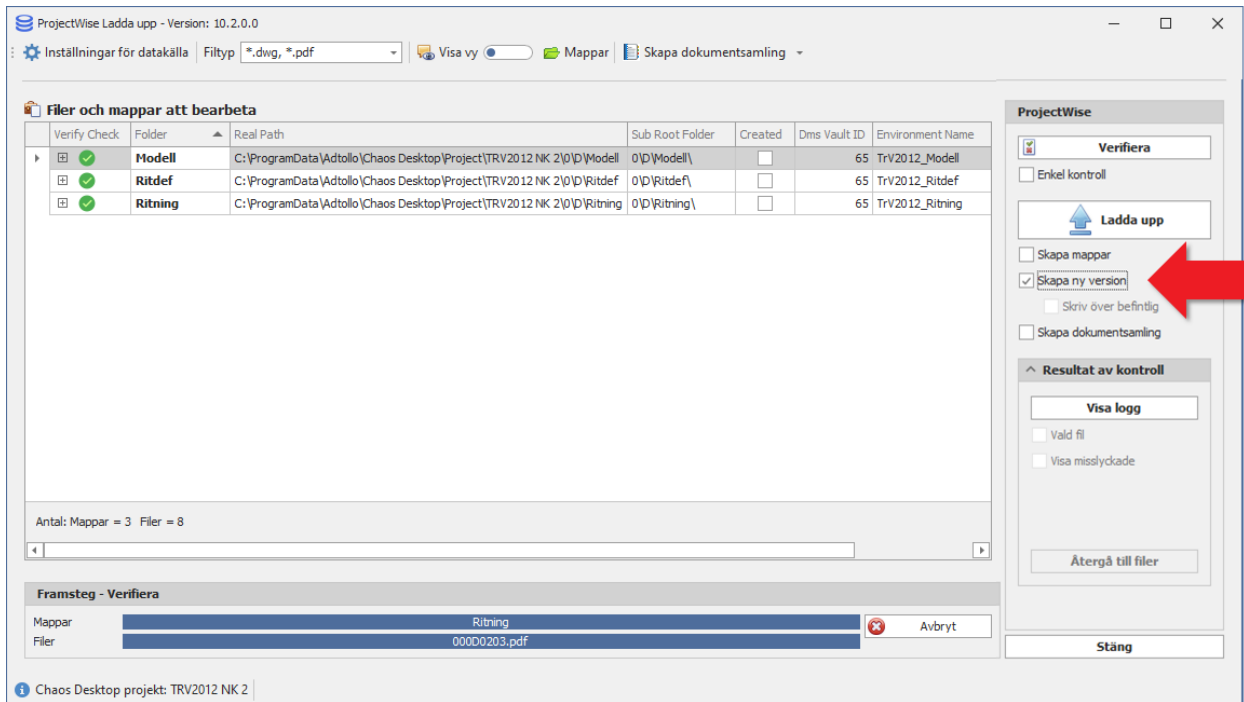 ProjectWise Ladda upp - Version: 10.2.0.0
Inställningar för datakälla Filtyp *.dwg, *.pdf Visa vy Mappar Skapa dokumentsamling
Filer och mappar att bearbeta
Verify Check Folder Real Path Sub Root Folder Created Dms Vault ID Environment Name
Modell C:\ProgramData\Adtollo\Chaos Desktop\Project\TRV2012 NK 2\0\D\Modell 0\D\Modell\ 65 TrV2012_Modell
Ritdef C:\ProgramData\Adtollo\Chaos Desktop\Project\TRV2012 NK 2\0\D\Ritdef 0\D\Ritdef\ 65 TrV2012_Ritdef
Ritning C:\ProgramData\Adtollo\Chaos Desktop\Project\TRV2012 NK 2\0\D\Ritning 0\D\Ritning\ 65 TrV2012_Ritning
Antal: Mappar = 3 Filer = 8
Framsteg - Verifiera
Mappar Ritning
Filer 000D0203.pdf
Avbryt
ProjectWise
Verifiera
Enkel kontroll
Ladda upp
Skapa mappar
Skapa ny version
Skriv över befintlig
Skapa dokumentsamling
Resultat av kontroll
Visa logg
Vald fil
Visa misslyckade
Återgå till filer
Stäng
Chaos Desktop projekt: TRV2012 NK 2